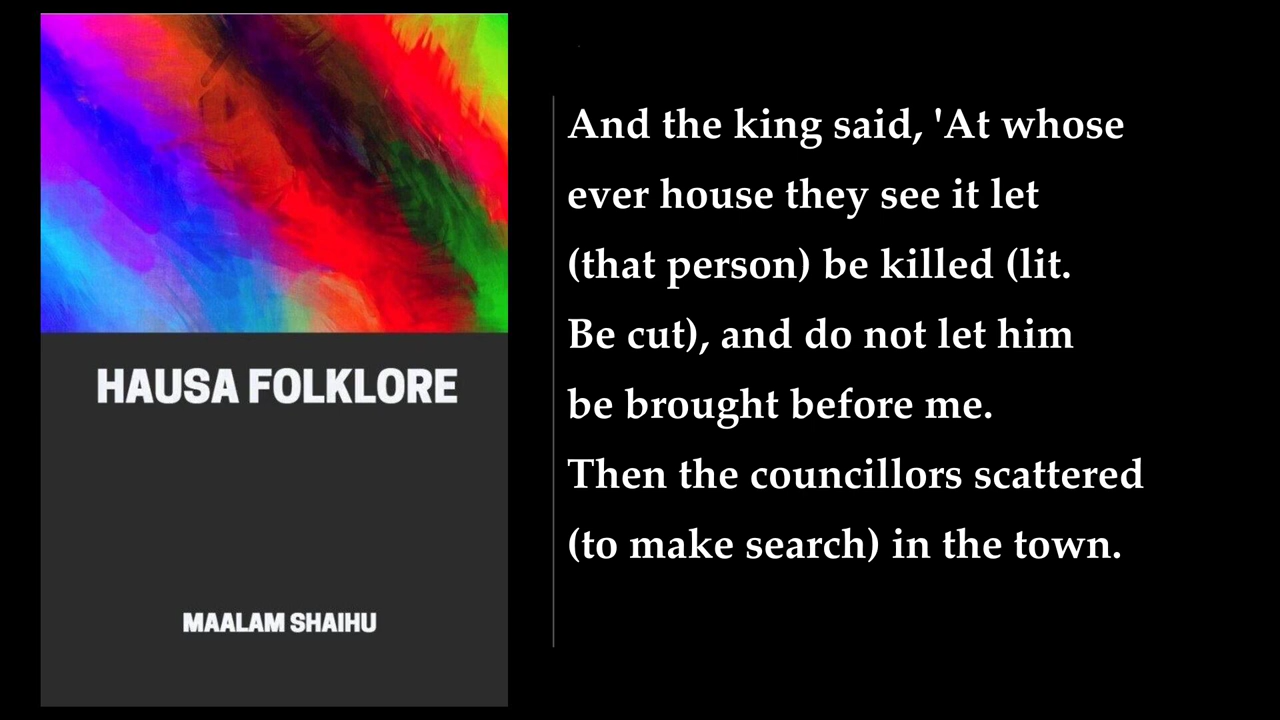 HAUSA FOLKLORE
MAALAM SHAIHU
And the king said, 'At whose
ever house they see it let
(that person) be killed (lit.
Be cut), and do not let him
be brought before me.
Then the councillors scattered
(to make search) in the town.